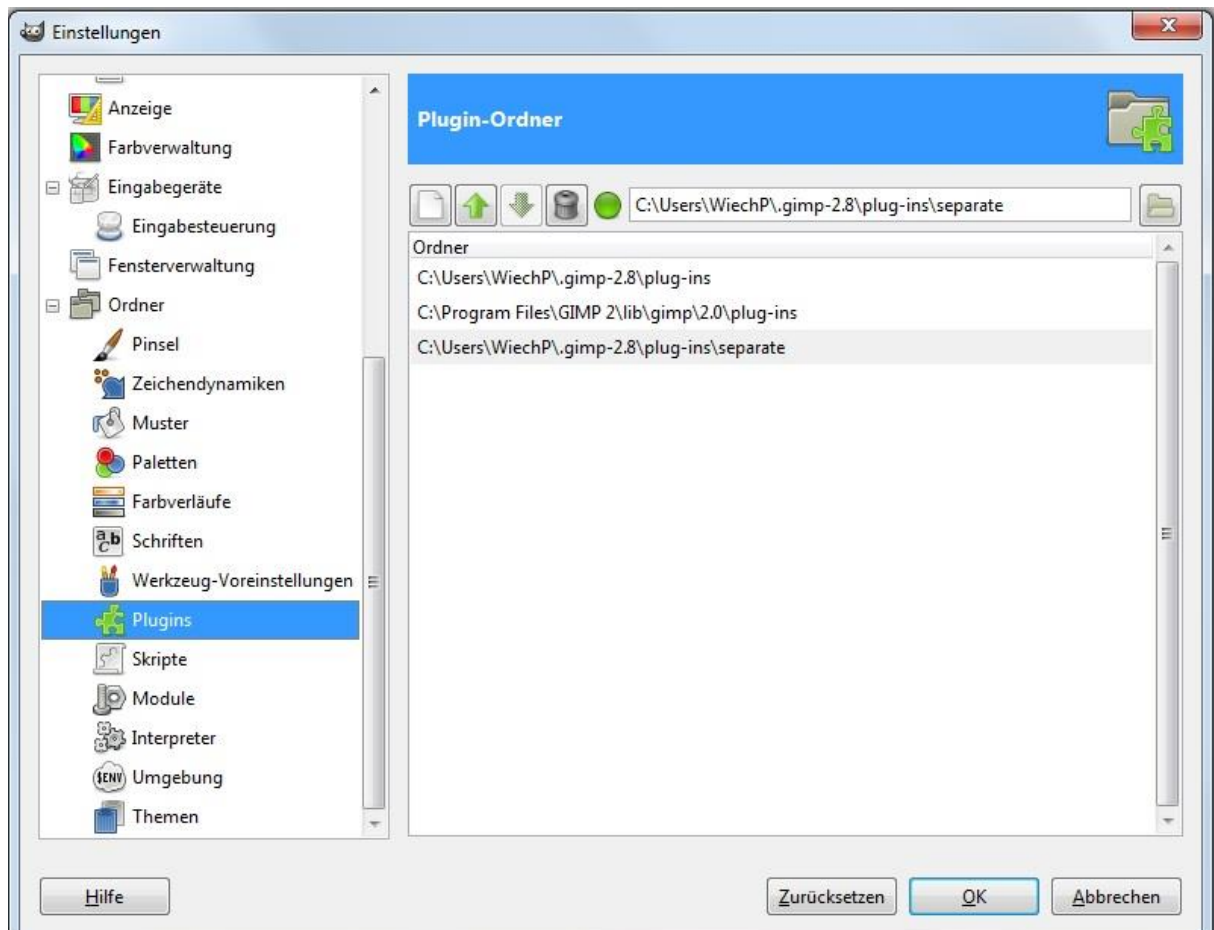 Einstellungen
Anzeige
Farbverwaltung
Eingabegeräte
Eingabesteuerung
Fensterverwaltung
Ordner
Pinsel
Zeichendynamiken
Muster
Paletten
Farbverläufe
a b c
Schriften
Werkzeug-Voreinstellungen
Plugins
Skripte
Module
Interpreter
$ENV
Umgebung
Themen
Plugin-Ordner
C:\Users\WiechP\.gimp-2.8\plug-ins\separate
Ordner
C:\Users\WiechP\.gimp-2.8\plug-ins
C:\Program Files\GIMP 2\lib\gimp\2.0\plug-ins
C:\Users\WiechP\.gimp-2.8\plug-ins\separate
Hilfe
Zurücksetzen
OK
Abbrechen